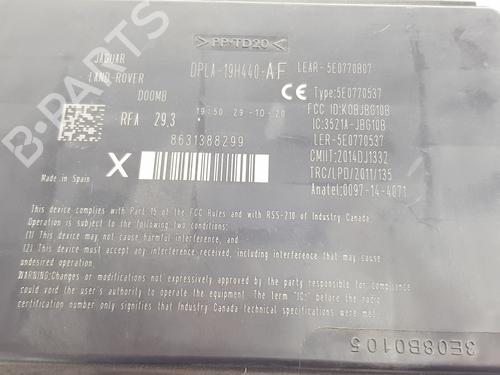 >PP-TD20<
JAGUAR
LAND-ROVER
DPLA-19H440-AF
LEAR-5E0770807
DOOMB
CE Type:5E0770537
RFA 29,3
19:50 29-10-20
FCC ID:KOBJBG10B
IC:3521A-JBG10B
8631388299
LER-5E0770537
CMIIT:2014DJ1332
X
TRC/LPD/2011/135
Made in Spain
Anatel:0097-14-4071
This device complies with Part 15 of the FCC Rules and with RSS-210 of Industry Canada.
Operation is subject to the following two conditions:
(1) This device may not cause harmful interference, and
(2) This device must accept any interference received, including interference that may cause
undesired operation.
WARNING:Changes or modifications not expressively approved by the party responsible for compliance
could void the user's authority to operate the equipment. The term "IC:" before the radio
certification number only signifies that Industry Canada technical specifications were met.
3E08B0105
B-PARTS